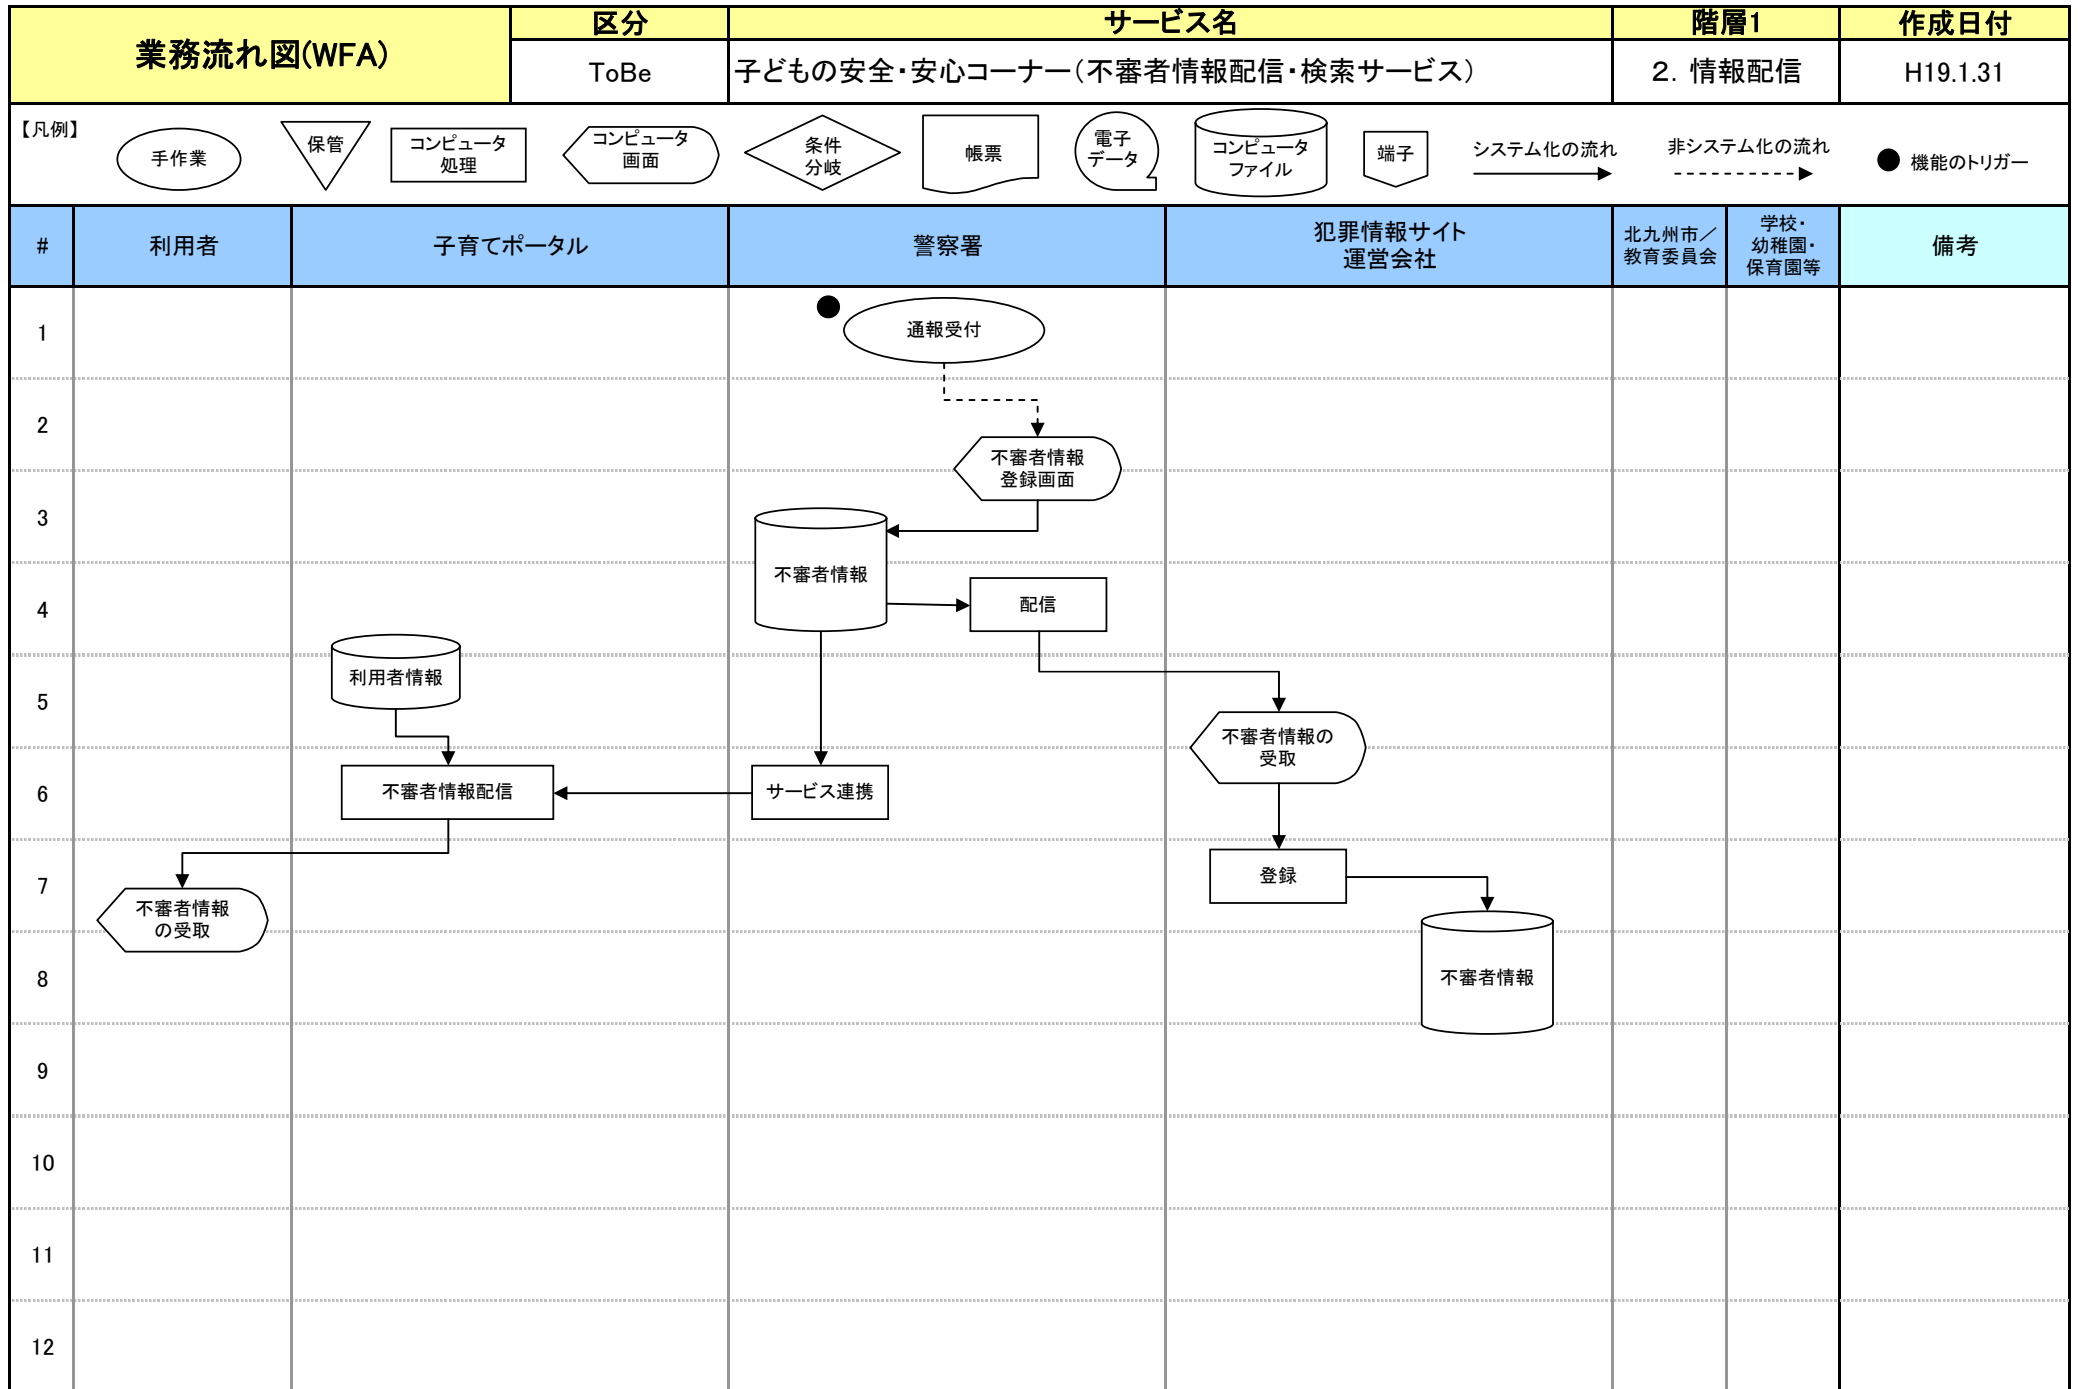 業務流れ図(WFA)
区分
サービス名
階層1
作成日付
ToBe
子どもの安全・安心コーナー（不審者情報配信・検索サービス）
２．情報配信
H19.1.31
【凡例】
手作業
保管
コンピュータ
処理
コンピュータ
画面
条件
分岐
帳票
電子
データ
コンピュータ
ファイル
端子
システム化の流れ
非システム化の流れ
機能のトリガー
#
利用者
子育てポータル
警察署
犯罪情報サイト
運営会社
北九州市／
教育委員会
学校・
幼稚園・
保育園等
備考
1
通報受付
2
不審者情報
登録画面
3
不審者情報
4
配信
利用者情報
5
不審者情報の
受取
6
不審者情報配信
サービス連携
7
登録
不審者情報
の受取
8
不審者情報
9
10
11
12